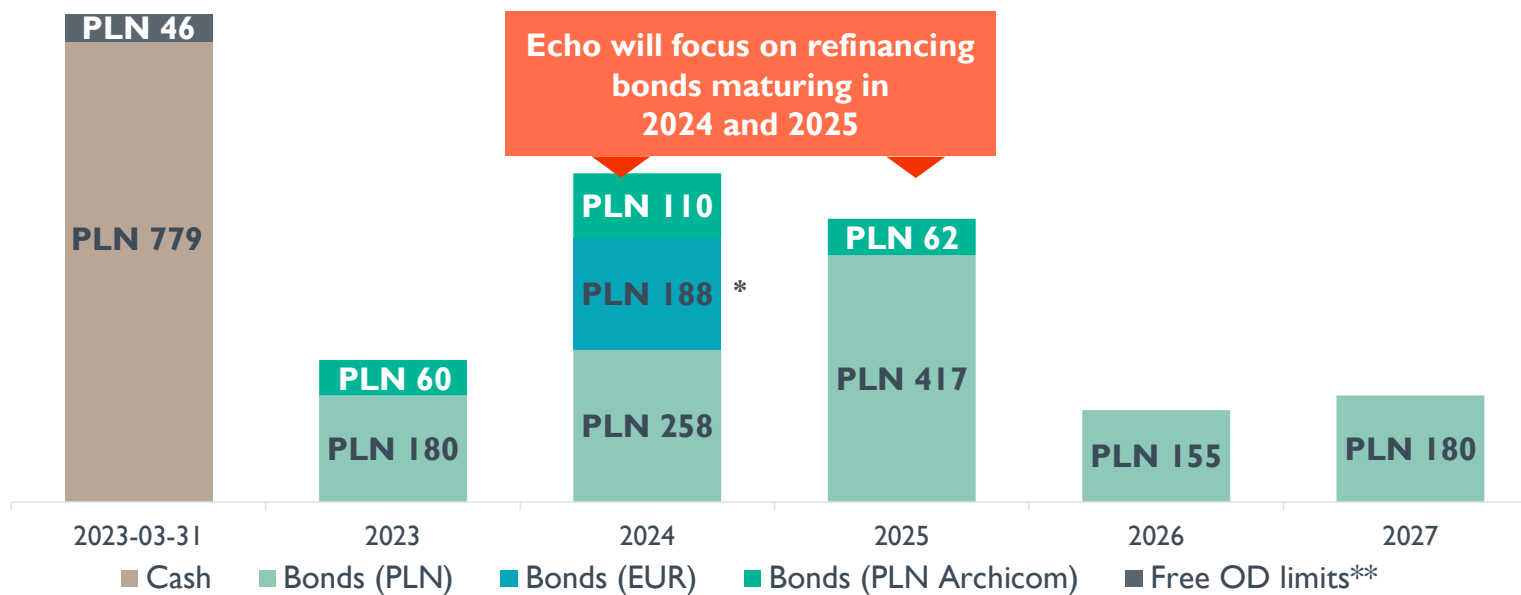 PLN 46
PLN 779
Echo will focus on refinancing
bonds maturing in
2024 and 2025
PLN 60
PLN 180
PLN 110
PLN 188 *
PLN 258
PLN 62
PLN 417
PLN 155
PLN 180
2023-03-31 2023 2024 2025 2026 2027
Cash Bonds (PLN) Bonds (EUR) Bonds (PLN Archicom) Free OD limits**